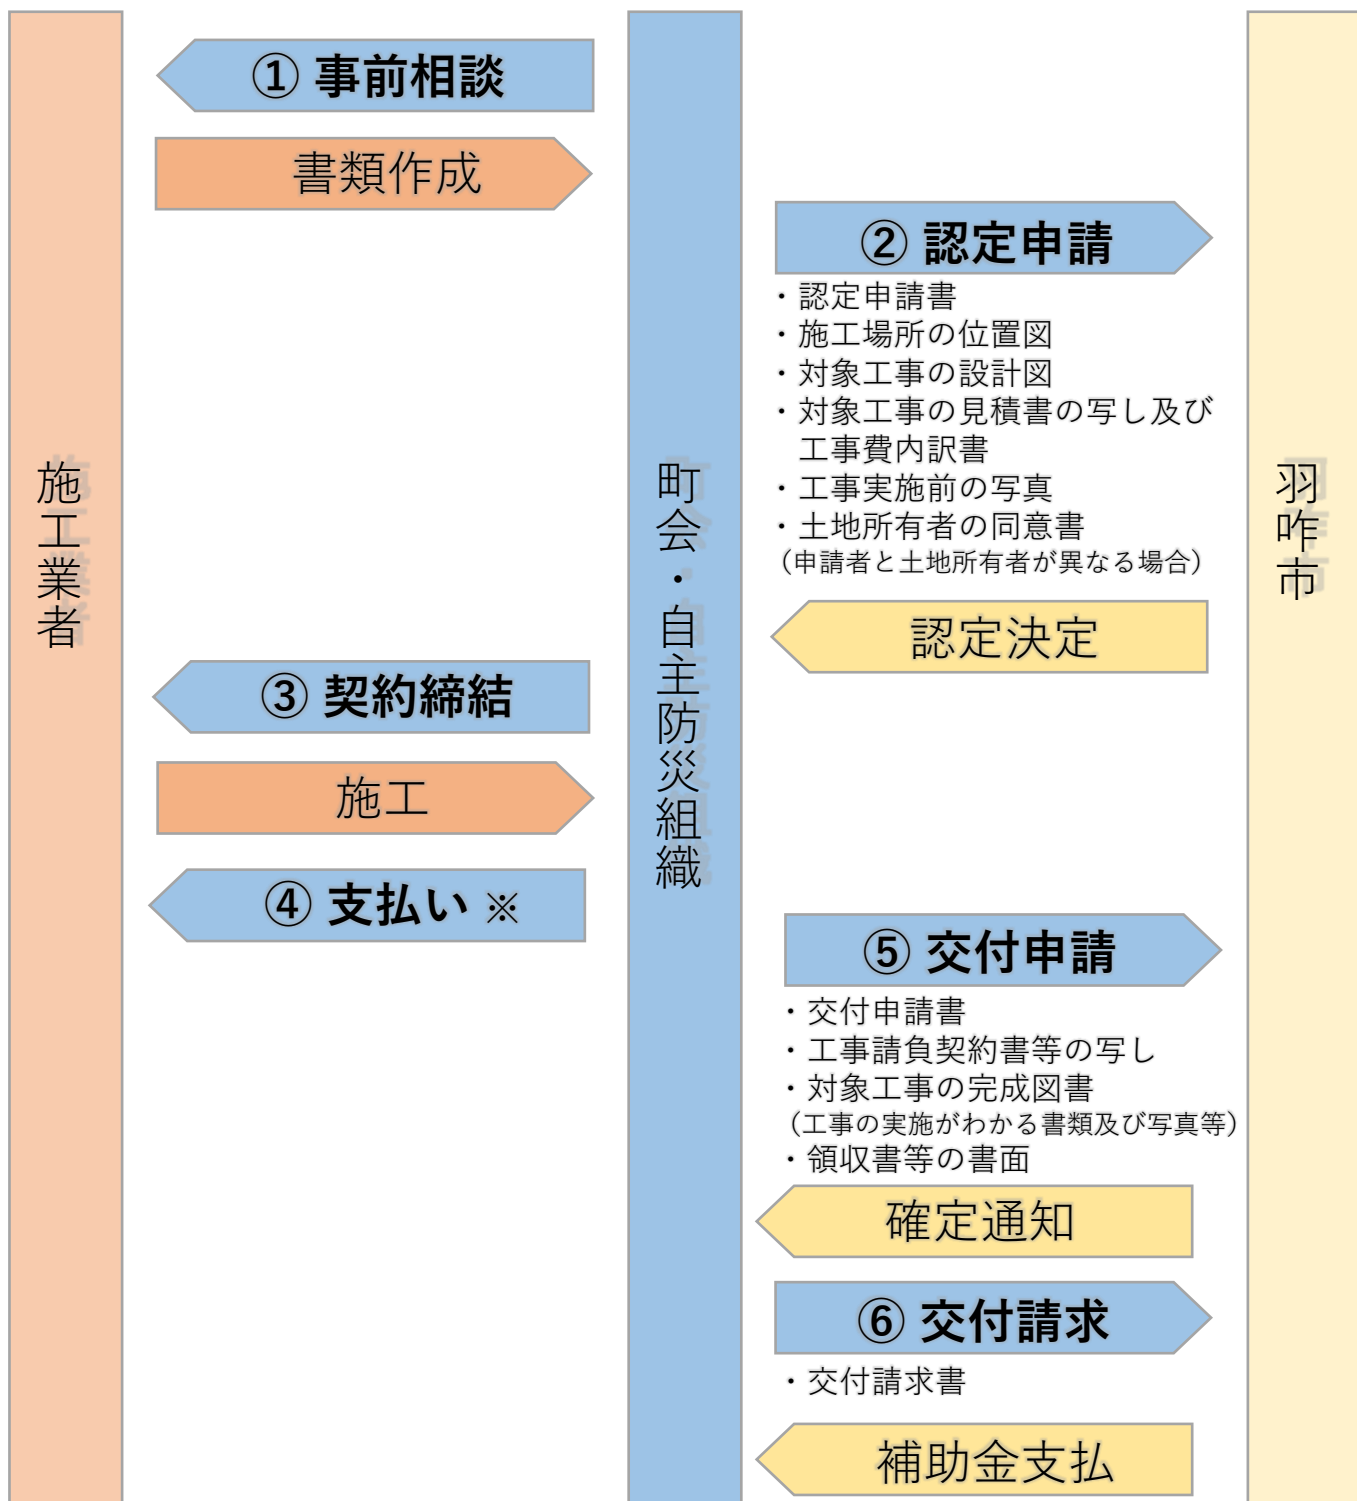 ① 事前相談
書類作成
② 認定申請
・認定申請書
・施工場所の位置図
・対象工事の設計図
・対象工事の見積書の写し及び
工事費内訳書
・工事実施前の写真
・土地所有者の同意書
（申請者と土地所有者が異なる場合）
認定決定
施工業者
町会・自主防災組織
羽咋市
③ 契約締結
施工
④ 支払い ※
⑤ 交付申請
・交付申請書
・工事請負契約書等の写し
・対象工事の完成図書
（工事の実施がわかる書類及び写真等）
・領収書等の書面
確定通知
⑥ 交付請求
・交付請求書
補助金支払